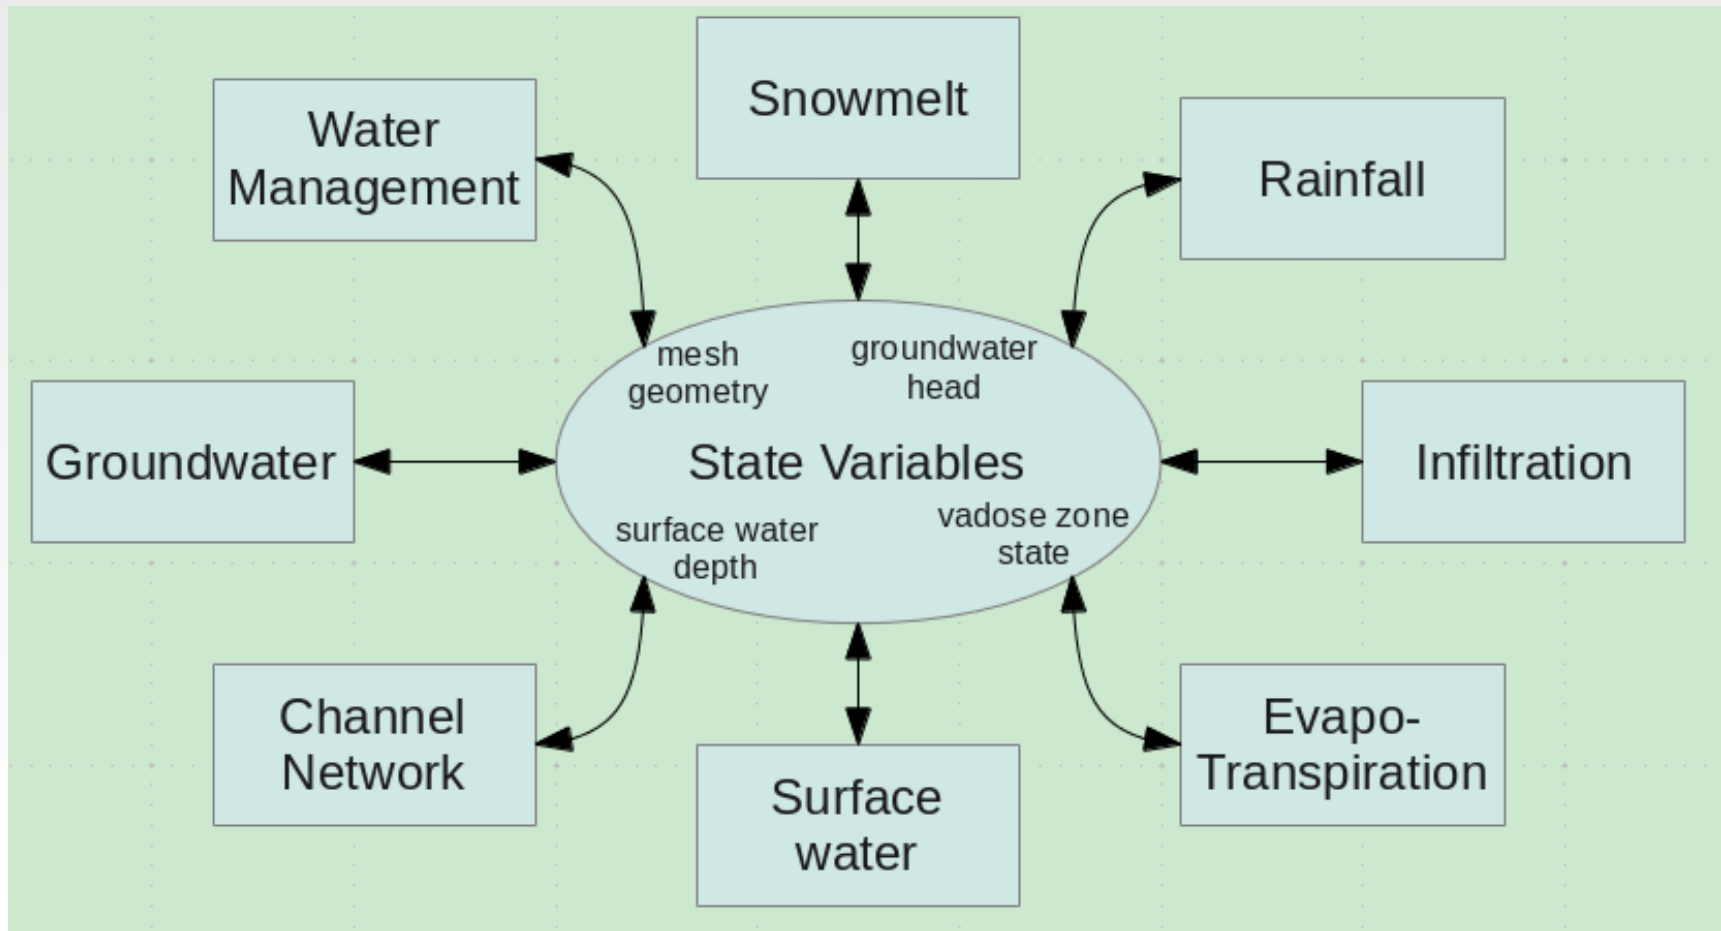 Snowmelt
Water
Management
Rainfall
mesh
geometry
groundwater
head
Groundwater
State Variables
Infiltration
surface water
depth
vadose zone
state
Channel
Network
Surface
water
Evapo-
Transpiration